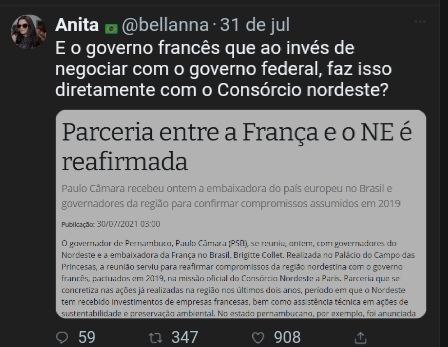 Anita @bellanna · 31 de jul
E o governo francês que ao invés de
negociar com o governo federal, faz isso
diretamente com o Consórcio nordeste?
Parceria entre a França e o NE é
reafirmada
Paulo Câmara recebeu ontem a embaixadora do país europeu no Brasil e
governadores da região para confirmar compromissos assumidos em 2019
Publicação: 30/07/2021 03:00
O governador de Pernambuco, Paulo Câmara (PSB), se reuniu, ontem, com governadores do
Nordeste e a embaixadora da França no Brasil, Brigitte Collet. Realizada no Palácio do Campo das
Princesas, a reunião serviu para reafirmar compromissos da região nordestina com o governo
francês, pactuados em 2019, na missão oficial do Consórcio Nordeste a Paris. Parceria que se
concretiza nas ações já realizadas na região nos últimos dois anos, período em que o Nordeste
tem recebido investimentos de empresas francesas, bem como assistência técnica em ações de
sustentabilidade e preservação ambiental. No estado pernambucano, por exemplo, foi anunciada
59 347 908